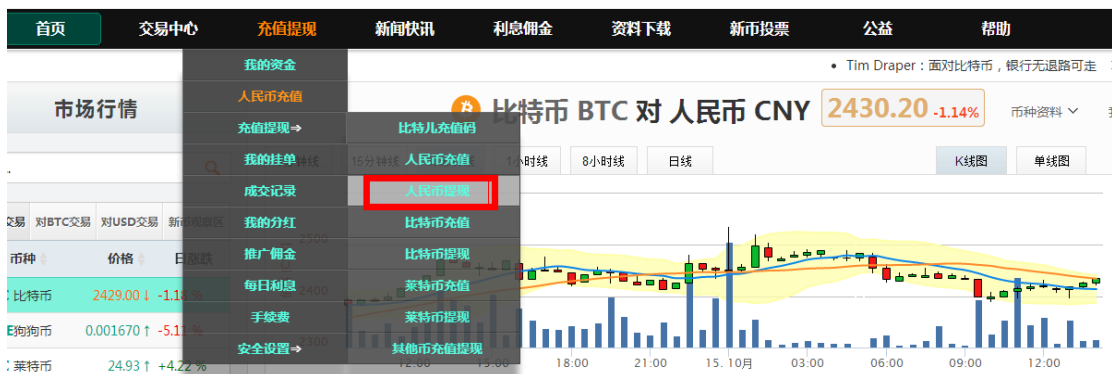 首页 交易中心 充值提现 新闻快讯 利息佣金 资料下载 新币投票 公益 帮助
我的资金
• Tim Draper：面对比特币，银行无退路可走
人民币充值
市场行情
比特币 BTC 对 人民币 CNY 2430.20 -1.14% 币种资料
充值提现⇒ 比特儿充值码
我的挂单 人民币充值
15分钟线 1小时线 8小时线 日线 K线图 单线图
成交记录 人民币提现
对BTC交易 对USD交易
我的分红 比特币充值
2500
币种 价格 日涨跌
推广佣金 比特币提现
每日利息 莱特币充值
2400
比特币 2429.00↓ -1.18 %
手续费 莱特币提现
狗狗币 0.001670↑ -5.11 %
安全设置⇒ 其他币充值提现
2300
莱特币 24.93↑ +4.22 %
12:00 15:00 18:00 21:00 15. 10月 03:00 06:00 09:00 12:00